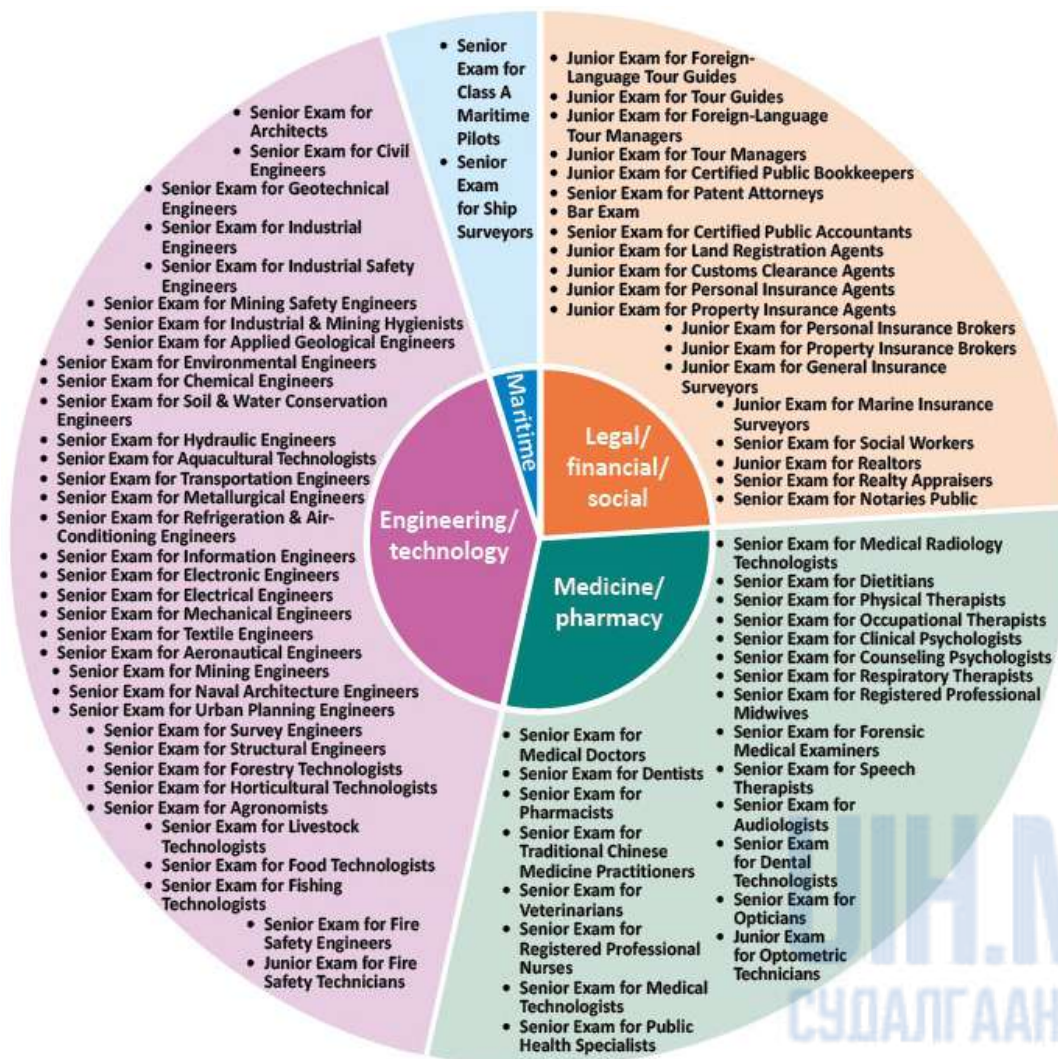 • Senior
Exam for
Class A
Maritime
Pilots
• Senior
Exam
for Ship
Surveyors
• Junior Exam for Foreign-
Language Tour Guides
• Junior Exam for Tour Guides
• Junior Exam for Foreign-Language
Tour Managers
• Junior Exam for Tour Managers
• Junior Exam for Certified Public Bookkeepers
• Senior Exam for Patent Attorneys
• Bar Exam
• Senior Exam for Certified Public Accountants
• Junior Exam for Land Registration Agents
• Junior Exam for Customs Clearance Agents
• Junior Exam for Personal Insurance Agents
• Junior Exam for Property Insurance Agents
• Junior Exam for Personal Insurance Brokers
• Junior Exam for Property Insurance Brokers
• Junior Exam for General Insurance
Surveyors
• Junior Exam for Marine Insurance
Surveyors
• Senior Exam for Social Workers
• Junior Exam for Realtors
• Senior Exam for Realty Appraisers
• Senior Exam for Notaries Public
• Senior Exam for
Architects
• Senior Exam for Civil
Engineers
• Senior Exam for Geotechnical
Engineers
• Senior Exam for Industrial
Engineers
• Senior Exam for Industrial Safety
Engineers
• Senior Exam for Mining Safety Engineers
• Senior Exam for Industrial & Mining Hygienists
• Senior Exam for Applied Geological Engineers
• Senior Exam for Environmental Engineers
• Senior Exam for Chemical Engineers
• Senior Exam for Soil & Water Conservation
Engineers
• Senior Exam for Hydraulic Engineers
• Senior Exam for Aquacultural Technologists
• Senior Exam for Transportation Engineers
• Senior Exam for Metallurgical Engineers
• Senior Exam for Refrigeration & Air-
Conditioning Engineers
• Senior Exam for Information Engineers
• Senior Exam for Electronic Engineers
• Senior Exam for Electrical Engineers
• Senior Exam for Mechanical Engineers
• Senior Exam for Textile Engineers
• Senior Exam for Aeronautical Engineers
• Senior Exam for Mining Engineers
• Senior Exam for Naval Architecture Engineers
• Senior Exam for Urban Planning Engineers
• Senior Exam for Survey Engineers
• Senior Exam for Structural Engineers
• Senior Exam for Forestry Technologists
• Senior Exam for Horticultural Technologists
• Senior Exam for Agronomists
• Senior Exam for Livestock
Technologists
• Senior Exam for Food Technologists
• Senior Exam for Fishing
Technologists
• Senior Exam for Fire
Safety Engineers
• Junior Exam for Fire
Safety Technicians
Maritime
Legal/
financial/
social
Engineering/
technology
Medicine/
pharmacy
• Senior Exam for
Medical Doctors
• Senior Exam for Dentists
• Senior Exam for
Pharmacists
• Senior Exam for
Traditional Chinese
Medicine Practitioners
• Senior Exam for
Veterinarians
• Senior Exam for
Registered Professional
Nurses
• Senior Exam for Medical
Technologists
• Senior Exam for Public
Health Specialists
• Senior Exam for Medical Radiology
Technologists
• Senior Exam for Dietitians
• Senior Exam for Physical Therapists
• Senior Exam for Occupational Therapists
• Senior Exam for Clinical Psychologists
• Senior Exam for Counseling Psychologists
• Senior Exam for Respiratory Therapists
• Senior Exam for Registered Professional
Midwives
• Senior Exam for Forensic
Medical Examiners
• Senior Exam for Speech
Therapists
• Senior Exam for
Audiologists
• Senior Exam
for Dental
Technologists
• Senior Exam for
Opticians
• Junior Exam
for Optometric
Technicians